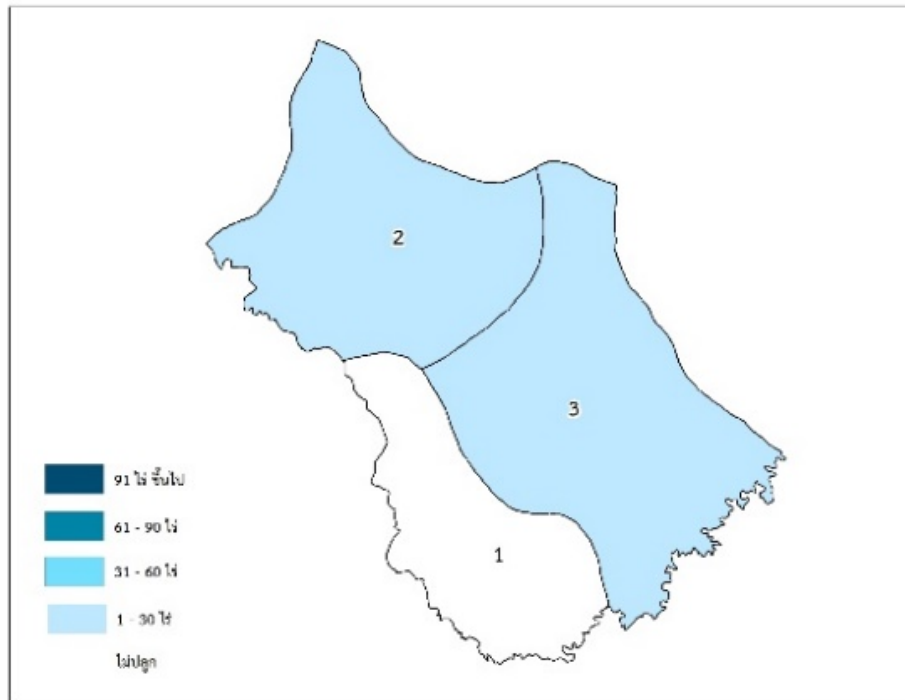 2
3
1
91 ไร่ ขึ้นไป
61 - 90 ไร่
31 - 60 ไร่
1 - 30 ไร่
ไม่ปลูก